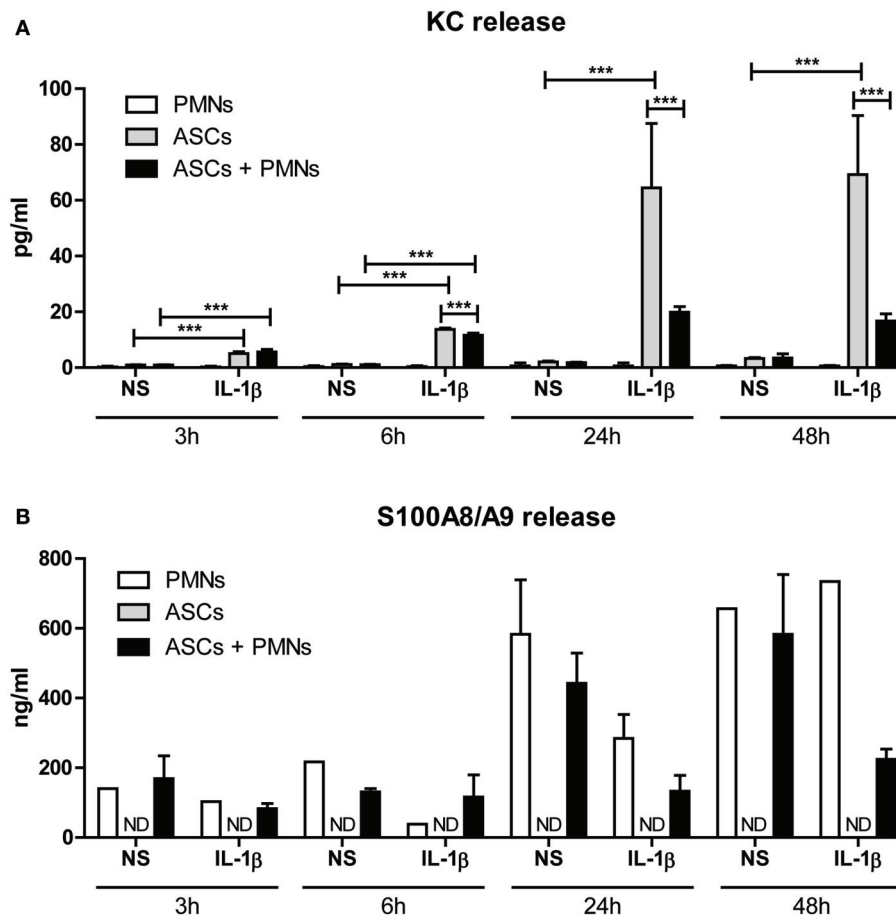 A
KC release
*** ***
*** ***
100
80
60
40
20
0
pg/ml
PMNs
ASCs
ASCs + PMNs
***
***
***
***
***
NS IL-1β NS IL-1β NS IL-1β NS IL-1β
3h 6h 24h 48h
B
S100A8/A9 release
800
600
400
200
0
ng/ml
PMNs
ASCs
ASCs + PMNs
ND ND ND ND ND ND ND ND
NS IL-1β NS IL-1β NS IL-1β NS IL-1β
3h 6h 24h 48h